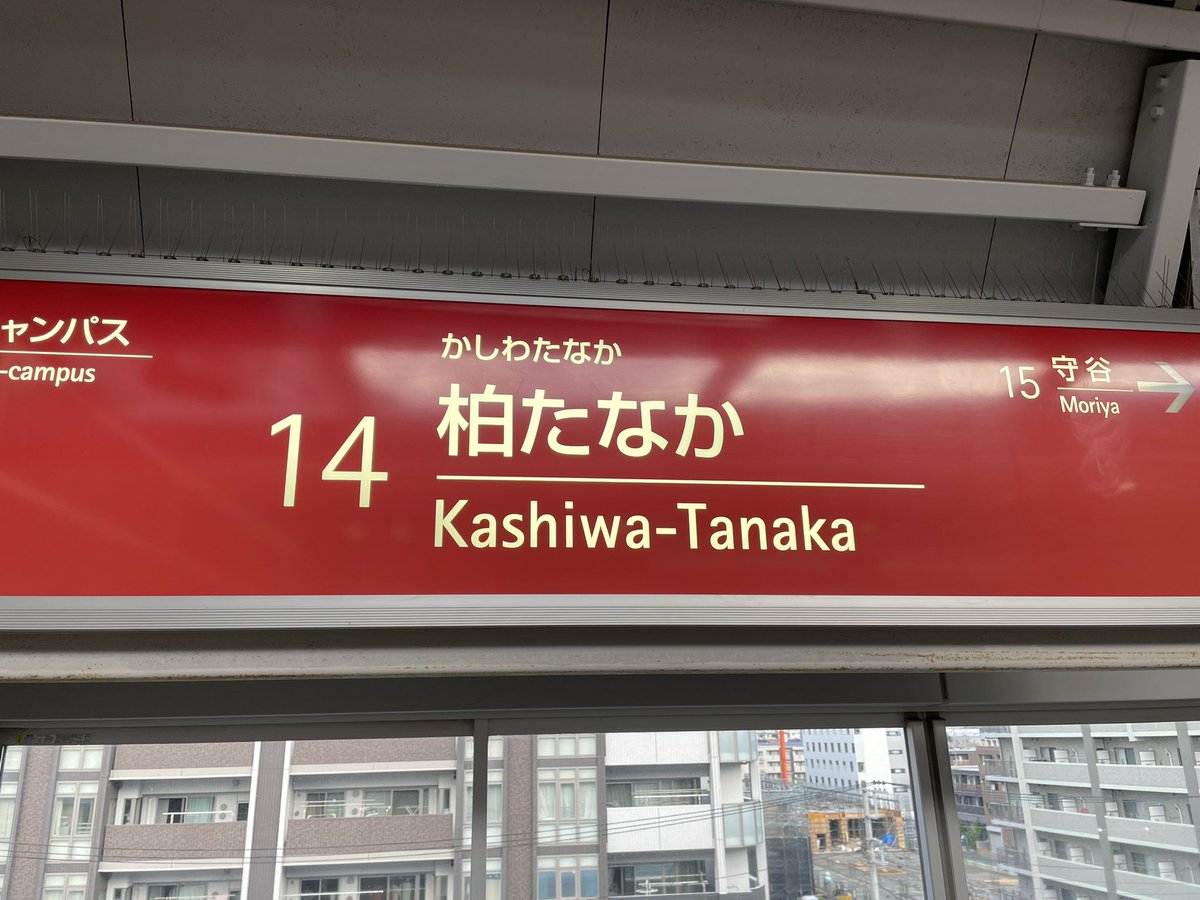 ャンパス
-campus
14
かしわたなか
柏たなか
Kashiwa-Tanaka
15
守谷
Moriya